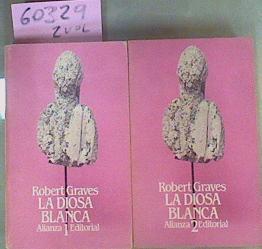 60329
2 VOL
Robert Graves
LA DIOSA
BLANCA
Alianza 1 Editorial
Robert Graves
LA DIOSA
BLANCA
Alianza 2 Editorial